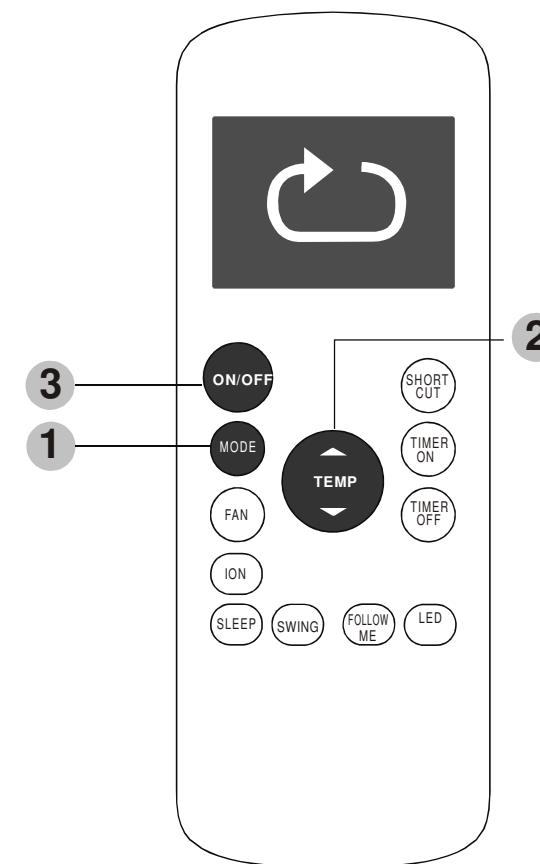 2
3
ON/OFF
SHORT
CUT
1
MODE
TIMER
ON
TEMP
FAN
TIMER
OFF
ION
SLEEP
SWING
FOLLOW
ME
LED